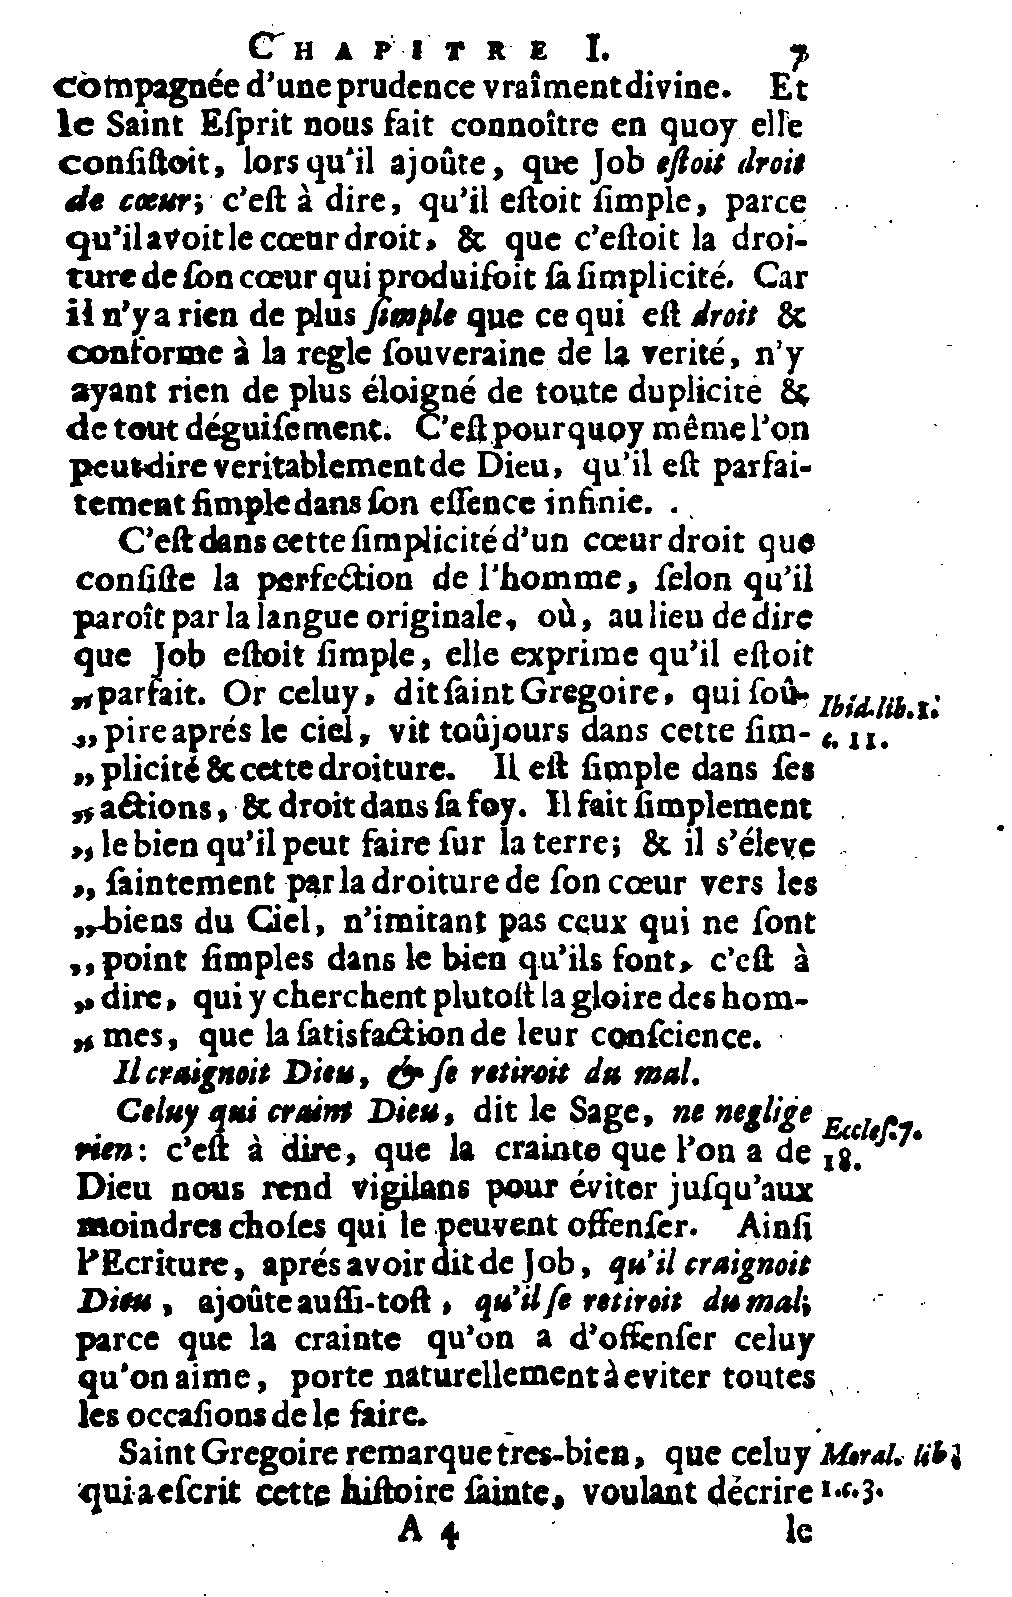 CHAPITRE I. 7
compagnée d'une prudence vraîment divine. Et
le Saint Eſprit nous fait connoître en quoy elle
conſiſtoit, lors qu'il ajoûte, que Job eſtoit droit
de cœur; c'eſt à dire, qu'il eſtoit ſimple, parce
qu'il avoit le cœur droit, & que c'eſtoit la droi-
ture de ſon cœur qui produiſoit ſa ſimplicité. Car
il n'y a rien de plus ſimple que ce qui eſt droit &
conforme à la regle ſouveraine de la verité, n'y
ayant rien de plus éloigné de toute duplicité &
de tout déguiſement. C'eſt pourquoy même l'on
peut dire veritablement de Dieu, qu'il eſt parfai-
tement ſimple dans ſon eſſence infinie.
C'eſt dans cette ſimplicité d'un cœur droit que
conſiſte la perfection de l'homme, ſelon qu'il
paroît par la langue originale, où, au lieu de dire
que Job eſtoit ſimple, elle exprime qu'il eſtoit
„ parfait. Or celuy, dit ſaint Gregoire, qui ſoû- Ibid. lib. 1.
„ pire aprés le ciel, vit toûjours dans cette ſim- c. 11.
„ plicité & cette droiture. Il eſt ſimple dans ſes
„ actions, & droit dans ſa foy. Il fait ſimplement
„ le bien qu'il peut faire ſur la terre; & il s'éleve
„ ſaintement par la droiture de ſon cœur vers les
„ biens du Ciel, n'imitant pas ceux qui ne ſont
„ point ſimples dans le bien qu'ils font, c'eſt à
„ dire, qui y cherchent plutoſt la gloire des hom-
„ mes, que la ſatisfaction de leur conſcience.
Il craignoit Dieu, & ſe retiroit du mal.
Celuy qui craint Dieu, dit le Sage, ne neglige Eccleſ. 7.
rien: c'eſt à dire, que la crainte que l'on a de 18.
Dieu nous rend vigilans pour éviter juſqu'aux
moindres choſes qui le peuvent offenſer. Ainſi
l'Ecriture, aprés avoir dit de Job, qu'il craignoit
Dieu, ajoûte auſſi-toſt, qu'il ſe retiroit du mal;
parce que la crainte qu'on a d'offenſer celuy
qu'on aime, porte naturellement à eviter toutes
les occaſions de le faire.
Saint Gregoire remarque tres-bien, que celuy Moral. lib.
qui a eſcrit cette hiſtoire ſainte, voulant décrire 1. c. 3.
A 4 le